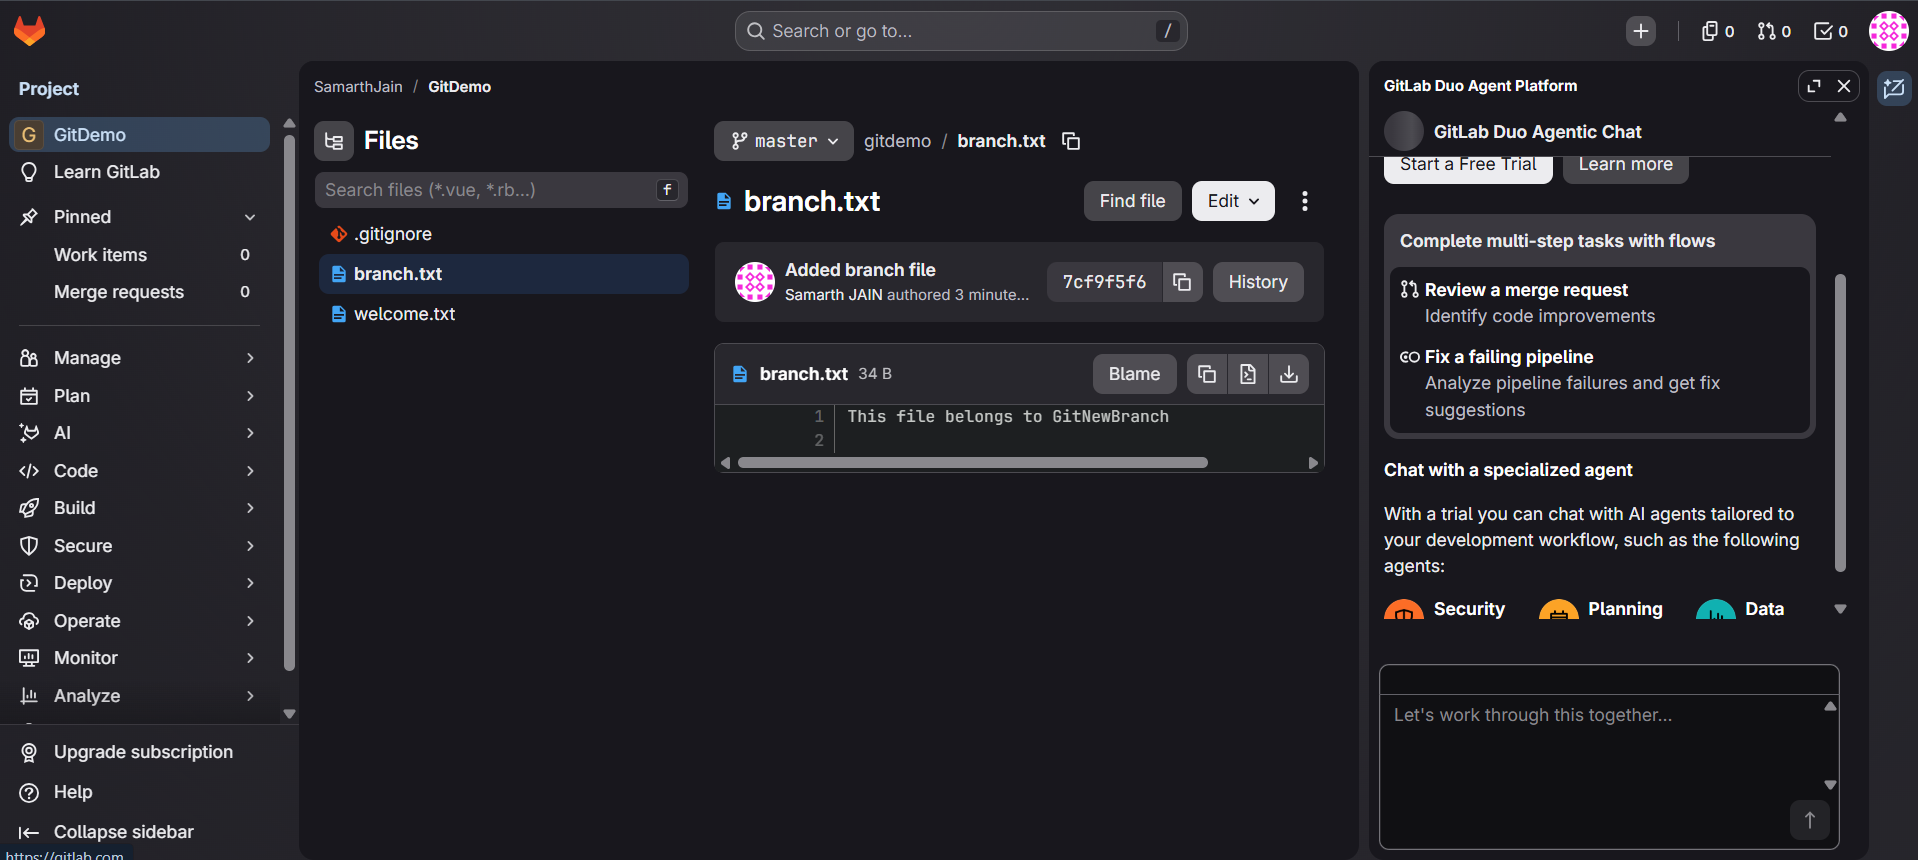 Search or go to...
/
0
0
0
Project
G
GitDemo
Learn GitLab
Pinned
Work items 0
Merge requests 0
Manage
Plan
AI
Code
Build
Secure
Deploy
Operate
Monitor
Analyze
Upgrade subscription
Help
Collapse sidebar
https://gitlab.com
SamarthJain / GitDemo
Files
Search files (*.vue, *.rb...) f
.gitignore
branch.txt
welcome.txt
master gitdemo / branch.txt
branch.txt Find file Edit
Added branch file
Samarth JAIN authored 3 minute...
7cf9f5f6 History
branch.txt 34 B Blame
1 This file belongs to GitNewBranch
2
GitLab Duo Agent Platform
GitLab Duo Agentic Chat
Start a Free Trial Learn more
Complete multi-step tasks with flows
Review a merge request
Identify code improvements
Fix a failing pipeline
Analyze pipeline failures and get fix
suggestions
Chat with a specialized agent
With a trial you can chat with AI agents tailored to
your development workflow, such as the following
agents:
Security Planning Data
Let's work through this together...